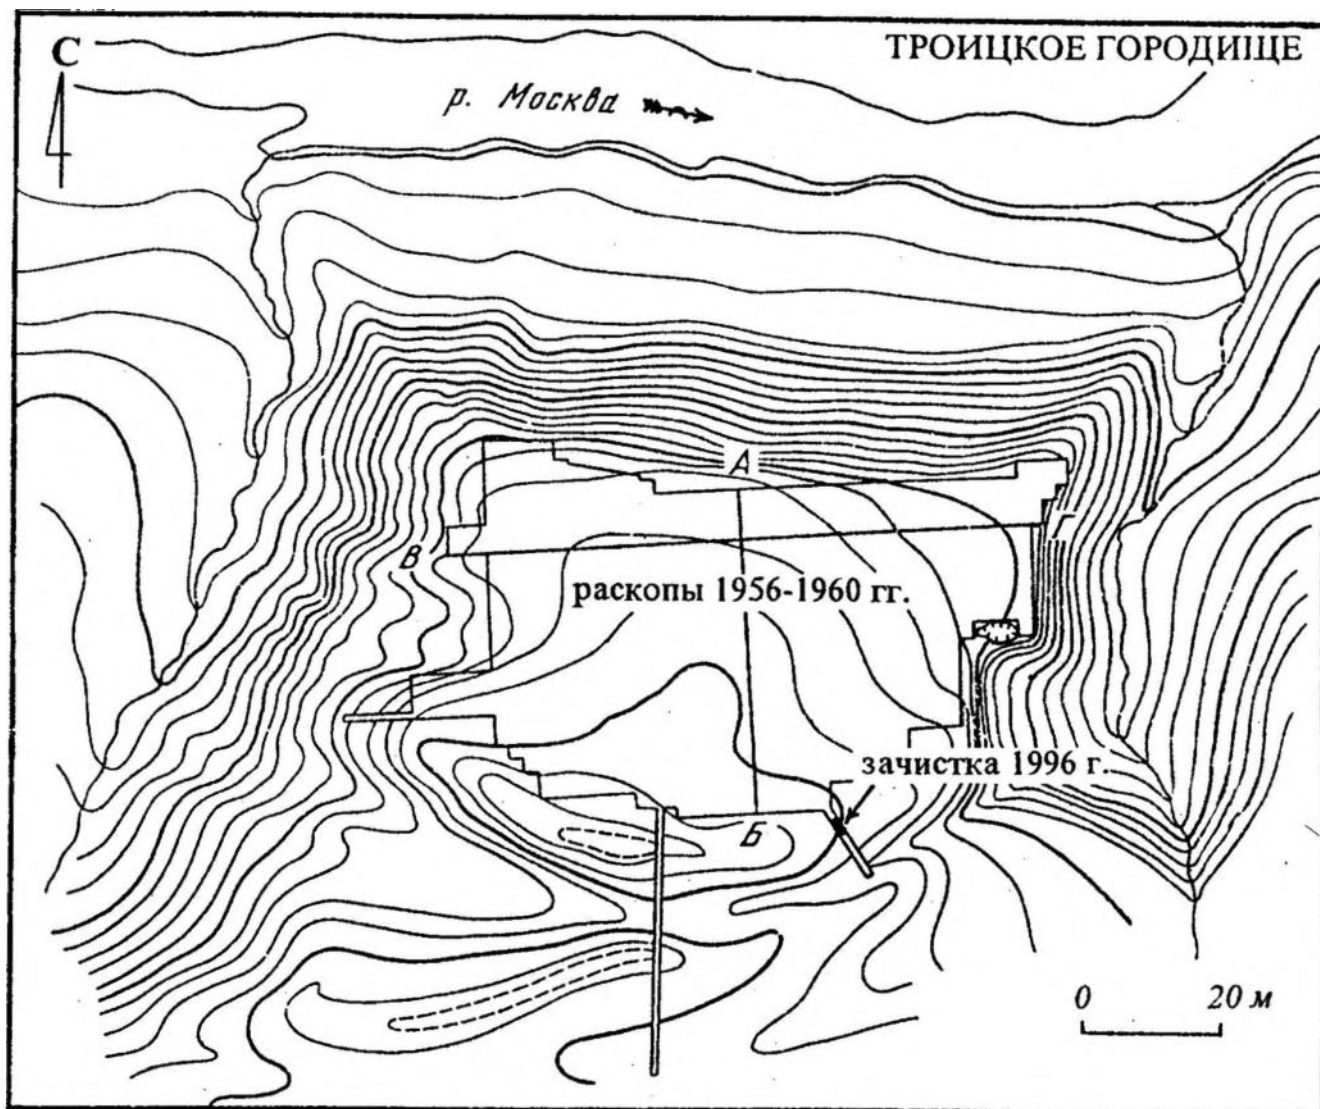 ТРОИЦКОЕ ГОРОДИЩЕ
С
р. Москва
А
Г
В
раскопы 1956-1960 гг.
зачистка 1996 г.
Б
0 20 м